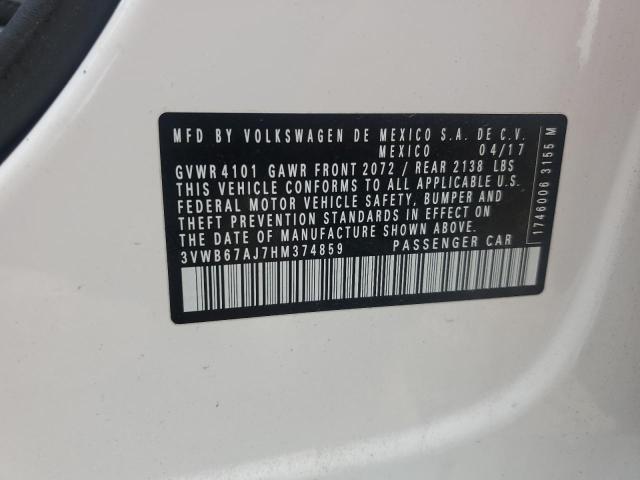 MFD BY VOLKSWAGEN DE MEXICO S.A. DE C.V.
MEXICO 04/17
GVWR 4101 GAWR FRONT 2072 / REAR 2138 LBS
THIS VEHICLE CONFORMS TO ALL APPLICABLE U.S.
FEDERAL MOTOR VEHICLE SAFETY, BUMPER AND
THEFT PREVENTION STANDARDS IN EFFECT ON
THE DATE OF MANUFACTURE SHOWN ABOVE.
3VWB67AJ7HM374859 PASSENGER CAR
1746006 3155 M